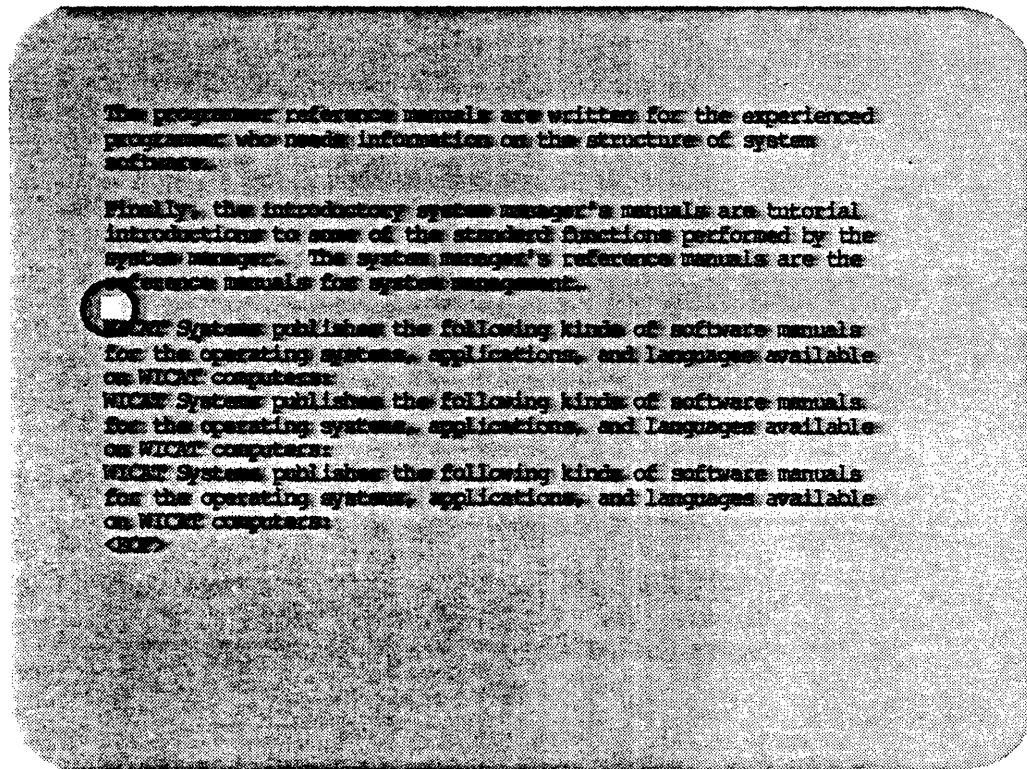 The programmer reference manuals are written for the experienced
programmer who needs information on the structure of system
software.
Finally, the introductory system manager's manuals are tutorial
introductions to some of the standard functions performed by the
system manager. The system manager's reference manuals are the
reference manuals for system management.
WICAT Systems publishes the following kinds of software manuals
for the operating systems, applications, and languages available
on WICAT computers:
WICAT Systems publishes the following kinds of software manuals
for the operating systems, applications, and languages available
on WICAT computers:
WICAT Systems publishes the following kinds of software manuals
for the operating systems, applications, and languages available
on WICAT computers:
<EOF>